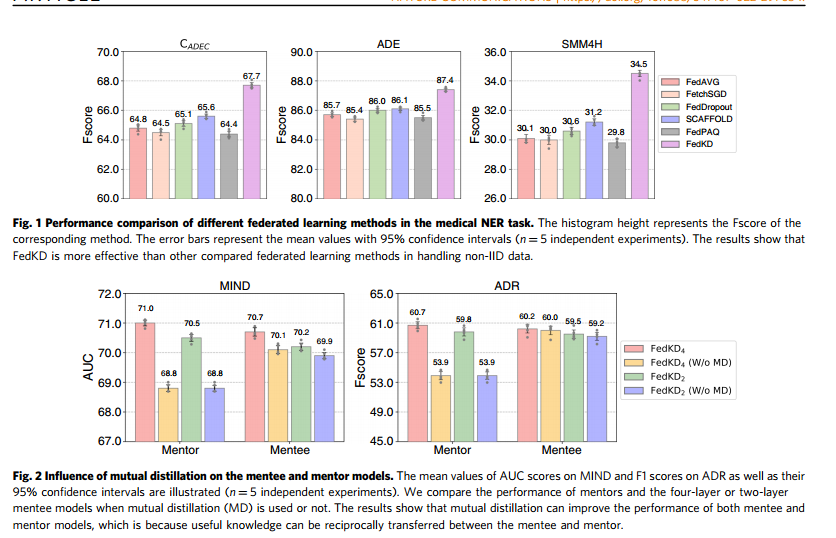 C_ADEC
70.0
68.0
66.0
64.0
62.0
60.0
Fscore
64.8 64.5 65.1 65.6 64.4 67.7
ADE
90.0
88.0
86.0
84.0
82.0
80.0
Fscore
85.7 85.4 86.0 86.1 85.5 87.4
SMM4H
36.0
34.0
32.0
30.0
28.0
26.0
Fscore
30.1 30.0 30.6 31.2 29.8 34.5
FedAVG
FetchSGD
FedDropout
SCAFFOLD
FedPAQ
FedKD
Fig. 1 Performance comparison of different federated learning methods in the medical NER task. The histogram height represents the Fscore of the
corresponding method. The error bars represent the mean values with 95% confidence intervals (n = 5 independent experiments). The results show that
FedKD is more effective than other compared federated learning methods in handling non-IID data.
MIND
72.0
71.0
70.0
69.0
68.0
67.0
AUC
71.0 68.8 70.5 68.8 70.7 70.1 70.2 69.9
Mentor Mentee
ADR
65.0
61.0
57.0
53.0
49.0
45.0
Fscore
60.7 53.9 59.8 53.9 60.2 60.0 59.5 59.2
Mentor Mentee
FedKD₄
FedKD₄ (W/o MD)
FedKD₂
FedKD₂ (W/o MD)
Fig. 2 Influence of mutual distillation on the mentee and mentor models. The mean values of AUC scores on MIND and F1 scores on ADR as well as their
95% confidence intervals are illustrated (n = 5 independent experiments). We compare the performance of mentors and the four-layer or two-layer
mentee models when mutual distillation (MD) is used or not. The results show that mutual distillation can improve the performance of both mentee and
mentor models, which is because useful knowledge can be reciprocally transferred between the mentee and mentor.